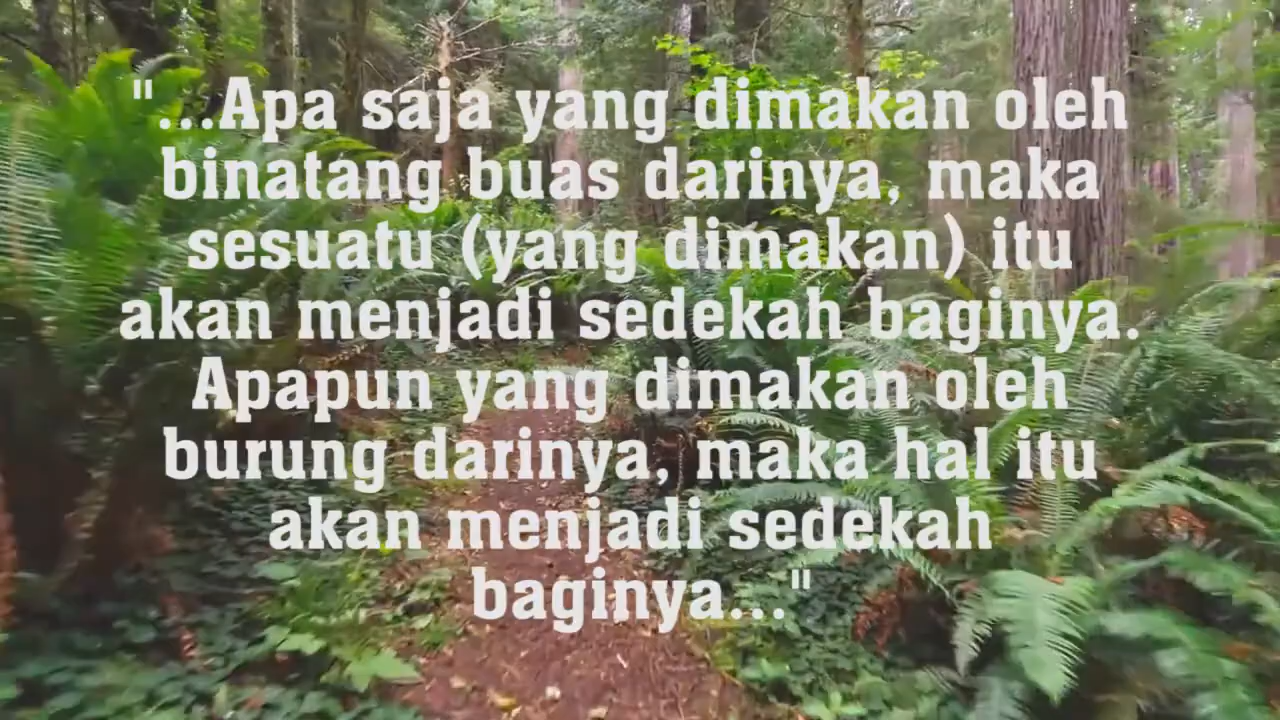 "...Apa saja yang dimakan oleh
binatang buas darinya, maka
sesuatu (yang dimakan) itu
akan menjadi sedekah baginya.
Apapun yang dimakan oleh
burung darinya, maka hal itu
akan menjadi sedekah
baginya..."